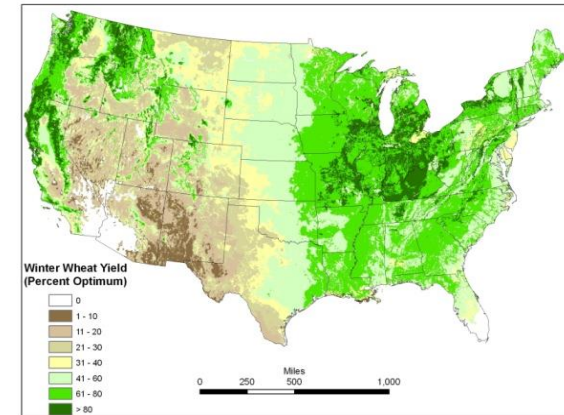 Winter Wheat Yield
(Percent Optimum)
0
1 - 10
11 - 20
21 - 30
31 - 40
41 - 60
61 - 80
> 80
Miles
0 250 500 1,000